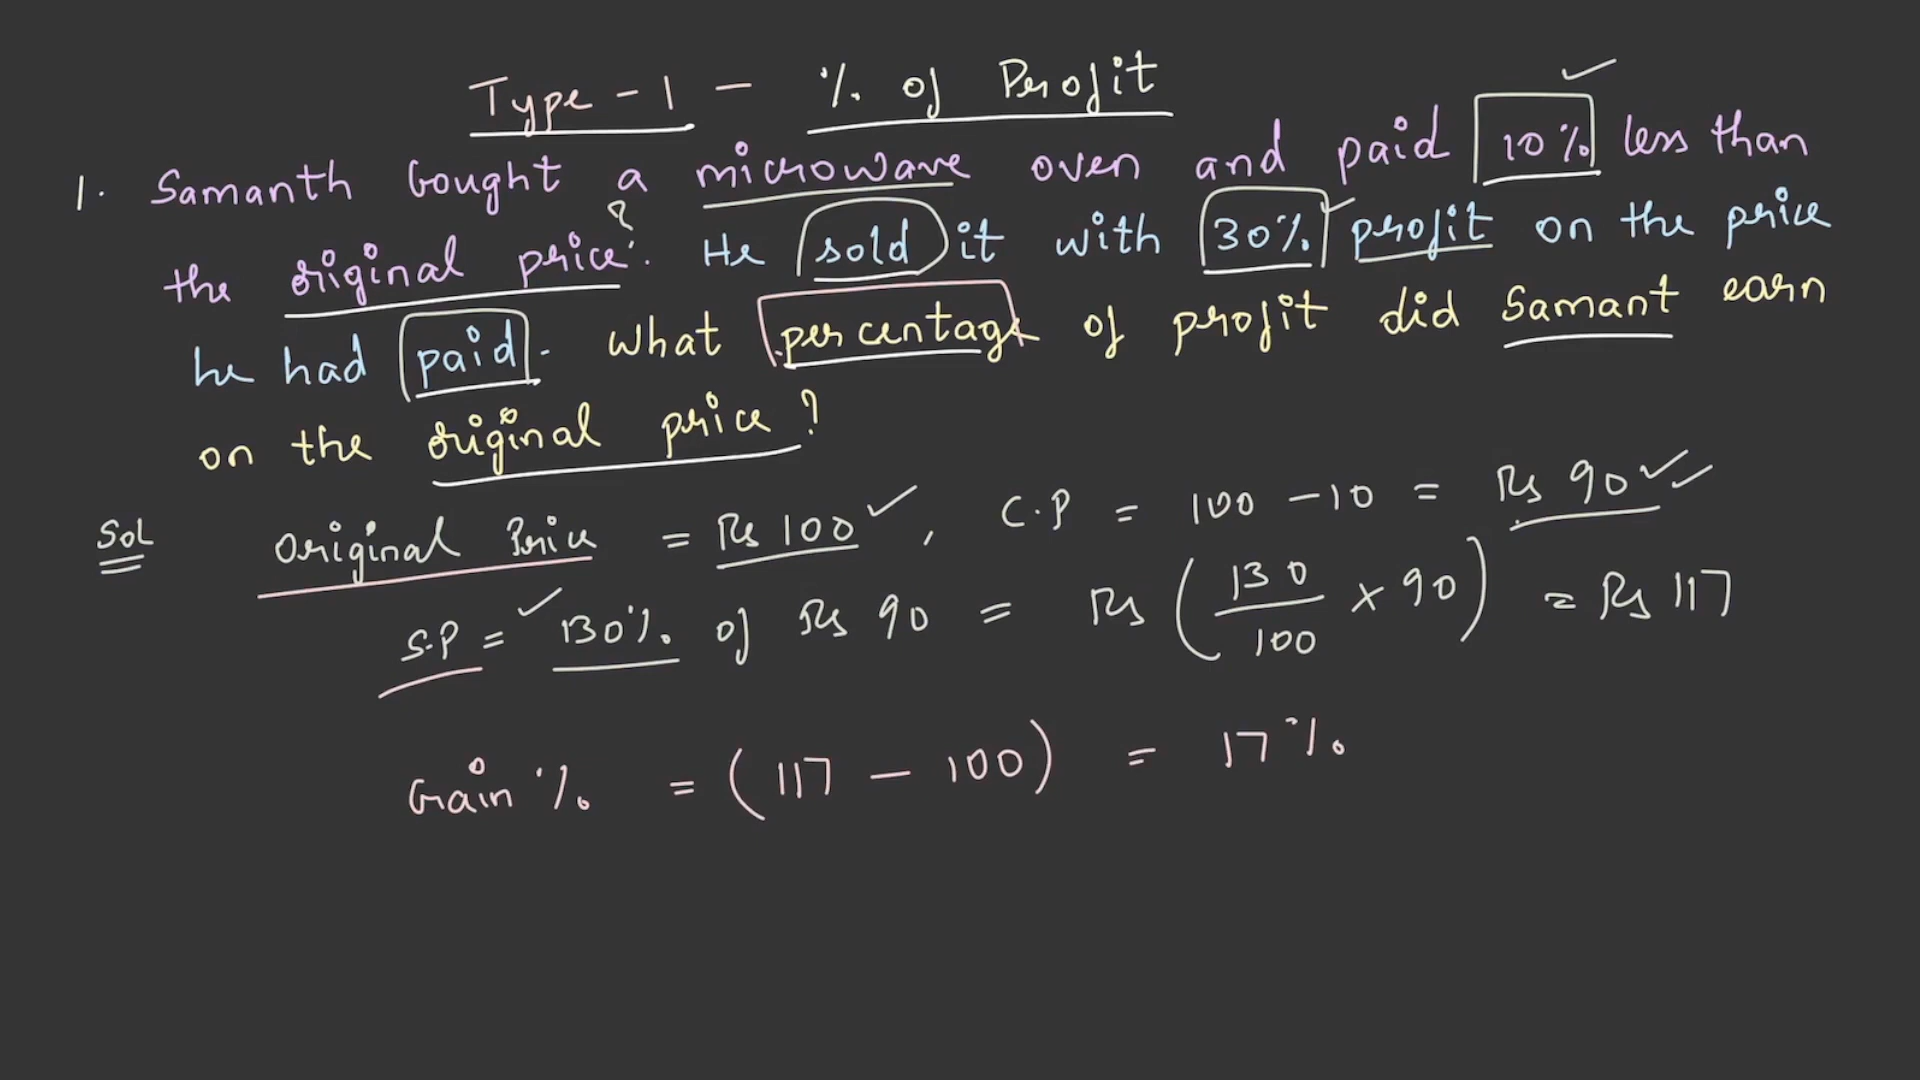 Type - 1 - % of Profit
1. Samanth bought a microwave oven and paid 10% less than
the original price. He sold it with 30% profit on the price
he had paid. What percentage of profit did Samant earn
on the original price?
Sol Original Price = Rs 100, C.P = 100 - 10 = Rs 90
S.P = 130% of Rs 90 = Rs (130/100 × 90) = Rs 117
Gain % = (117 - 100) = 17%